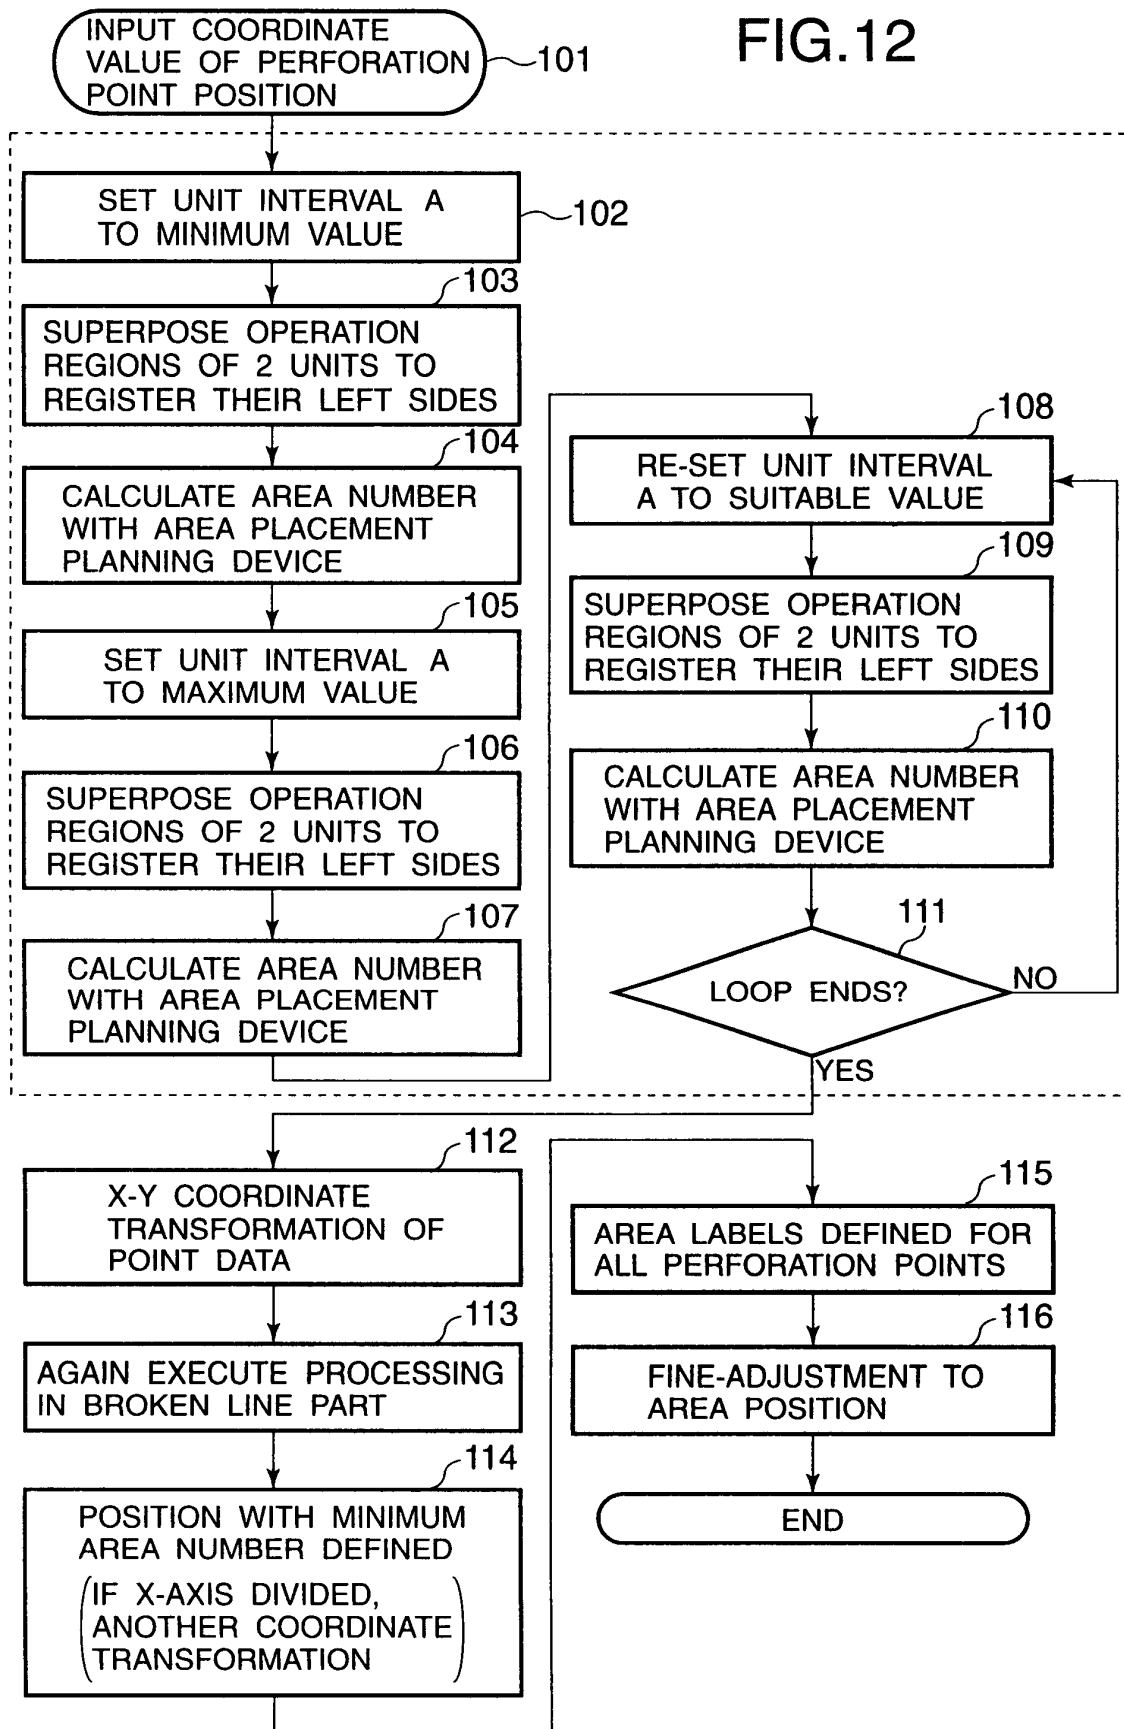 FIG.12
INPUT COORDINATE
VALUE OF PERFORATION
POINT POSITION
101
SET UNIT INTERVAL A
TO MINIMUM VALUE
102
103
SUPERPOSE OPERATION
REGIONS OF 2 UNITS TO
REGISTER THEIR LEFT SIDES
104
CALCULATE AREA NUMBER
WITH AREA PLACEMENT
PLANNING DEVICE
105
SET UNIT INTERVAL A
TO MAXIMUM VALUE
106
SUPERPOSE OPERATION
REGIONS OF 2 UNITS TO
REGISTER THEIR LEFT SIDES
107
CALCULATE AREA NUMBER
WITH AREA PLACEMENT
PLANNING DEVICE
108
RE-SET UNIT INTERVAL
A TO SUITABLE VALUE
109
SUPERPOSE OPERATION
REGIONS OF 2 UNITS TO
REGISTER THEIR LEFT SIDES
110
CALCULATE AREA NUMBER
WITH AREA PLACEMENT
PLANNING DEVICE
111
LOOP ENDS?
NO
YES
112
X-Y COORDINATE
TRANSFORMATION OF
POINT DATA
113
AGAIN EXECUTE PROCESSING
IN BROKEN LINE PART
114
POSITION WITH MINIMUM
AREA NUMBER DEFINED
(IF X-AXIS DIVIDED,
ANOTHER COORDINATE
TRANSFORMATION)
115
AREA LABELS DEFINED FOR
ALL PERFORATION POINTS
116
FINE-ADJUSTMENT TO
AREA POSITION
END